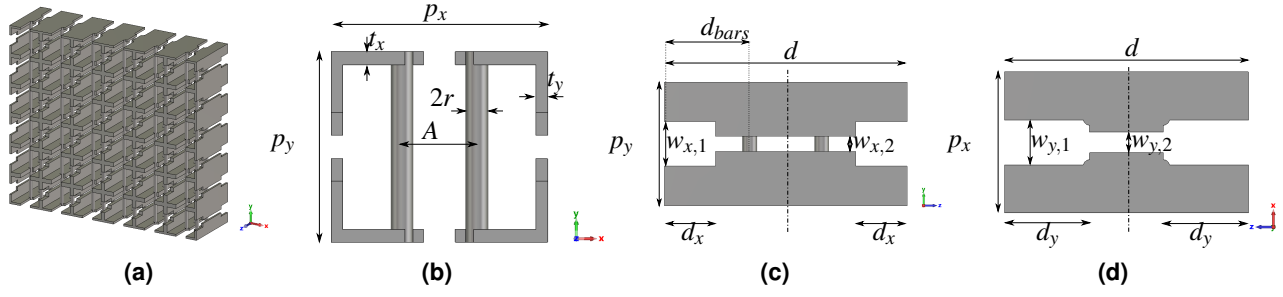 p_x
t_x
t_y
2r
A
p_y
y
z
x
d_bars
d
w_x,1
w_x,2
p_y
d_x
d_x
y
z
d
w_y,1
w_y,2
p_x
d_y
d_y
x
z
y
z
x
(a)
(b)
(c)
(d)